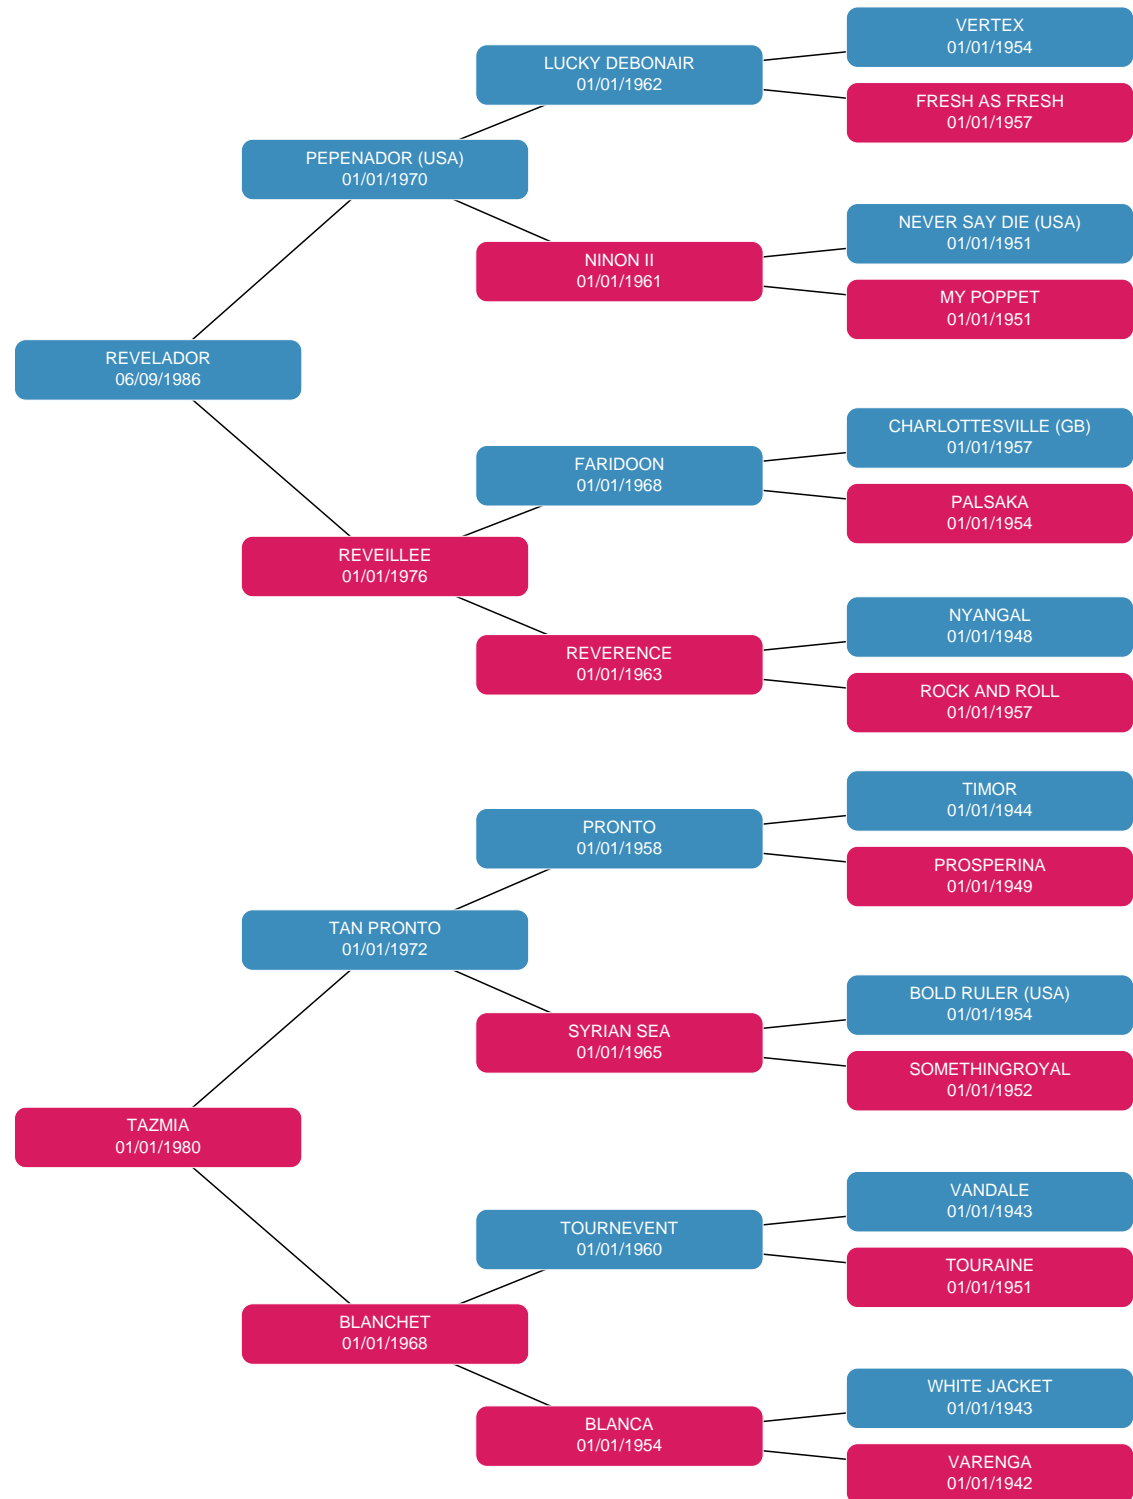 VERTEX
01/01/1954
LUCKY DEBONAIR
01/01/1962
FRESH AS FRESH
01/01/1957
PEPENADOR (USA)
01/01/1970
NEVER SAY DIE (USA)
01/01/1951
NINON II
01/01/1961
MY POPPET
01/01/1951
REVELADOR
06/09/1986
CHARLOTTESVILLE (GB)
01/01/1957
FARIDOON
01/01/1968
PALSAKA
01/01/1954
REVEILLEE
01/01/1976
NYANGAL
01/01/1948
REVERENCE
01/01/1963
ROCK AND ROLL
01/01/1957
TIMOR
01/01/1944
PRONTO
01/01/1958
PROSPERINA
01/01/1949
TAN PRONTO
01/01/1972
BOLD RULER (USA)
01/01/1954
SYRIAN SEA
01/01/1965
SOMETHINGROYAL
01/01/1952
TAZMIA
01/01/1980
VANDALE
01/01/1943
TOURNEVENT
01/01/1960
TOURAINE
01/01/1951
BLANCHET
01/01/1968
WHITE JACKET
01/01/1943
BLANCA
01/01/1954
VARENGA
01/01/1942